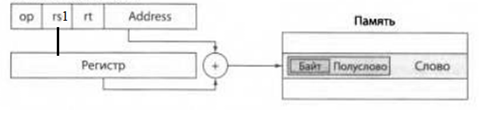 op rs1 rt Address
Память
Регистр
+
Байт Полуслово Слово